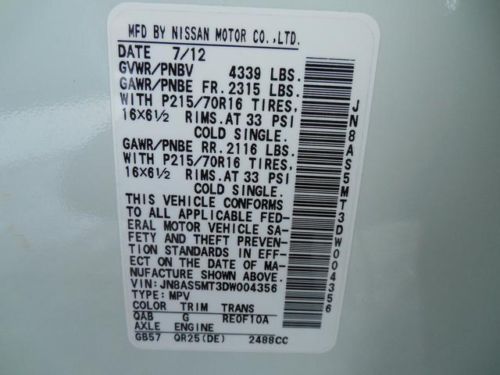 MFD BY NISSAN MOTOR CO.,LTD.
DATE 7/12
GVWR/PNBV 4339 LBS.
GAWR/PNBE FR. 2315 LBS.
WITH P215/70R16 TIRES,
16X6½ RIMS.AT 33 PSI
COLD SINGLE.
GAWR/PNBE RR. 2116 LBS.
WITH P215/70R16 TIRES,
16X6½ RIMS.AT 33 PSI
COLD SINGLE.
THIS VEHICLE CONFORMS
TO ALL APPLICABLE FED-
ERAL MOTOR VEHICLE SA-
FETY AND THEFT PREVEN-
TION STANDARDS IN EFF-
ECT ON THE DATE OF
MANUFACTURE SHOWN ABOVE.
VIN: JN8AS5MT3DW004356
TYPE: MPV
COLOR TRIM TRANS
QAB G RE0F10A
AXLE ENGINE
GB57 QR25(DE) 2488CC
JN8AS5MT3DW004356